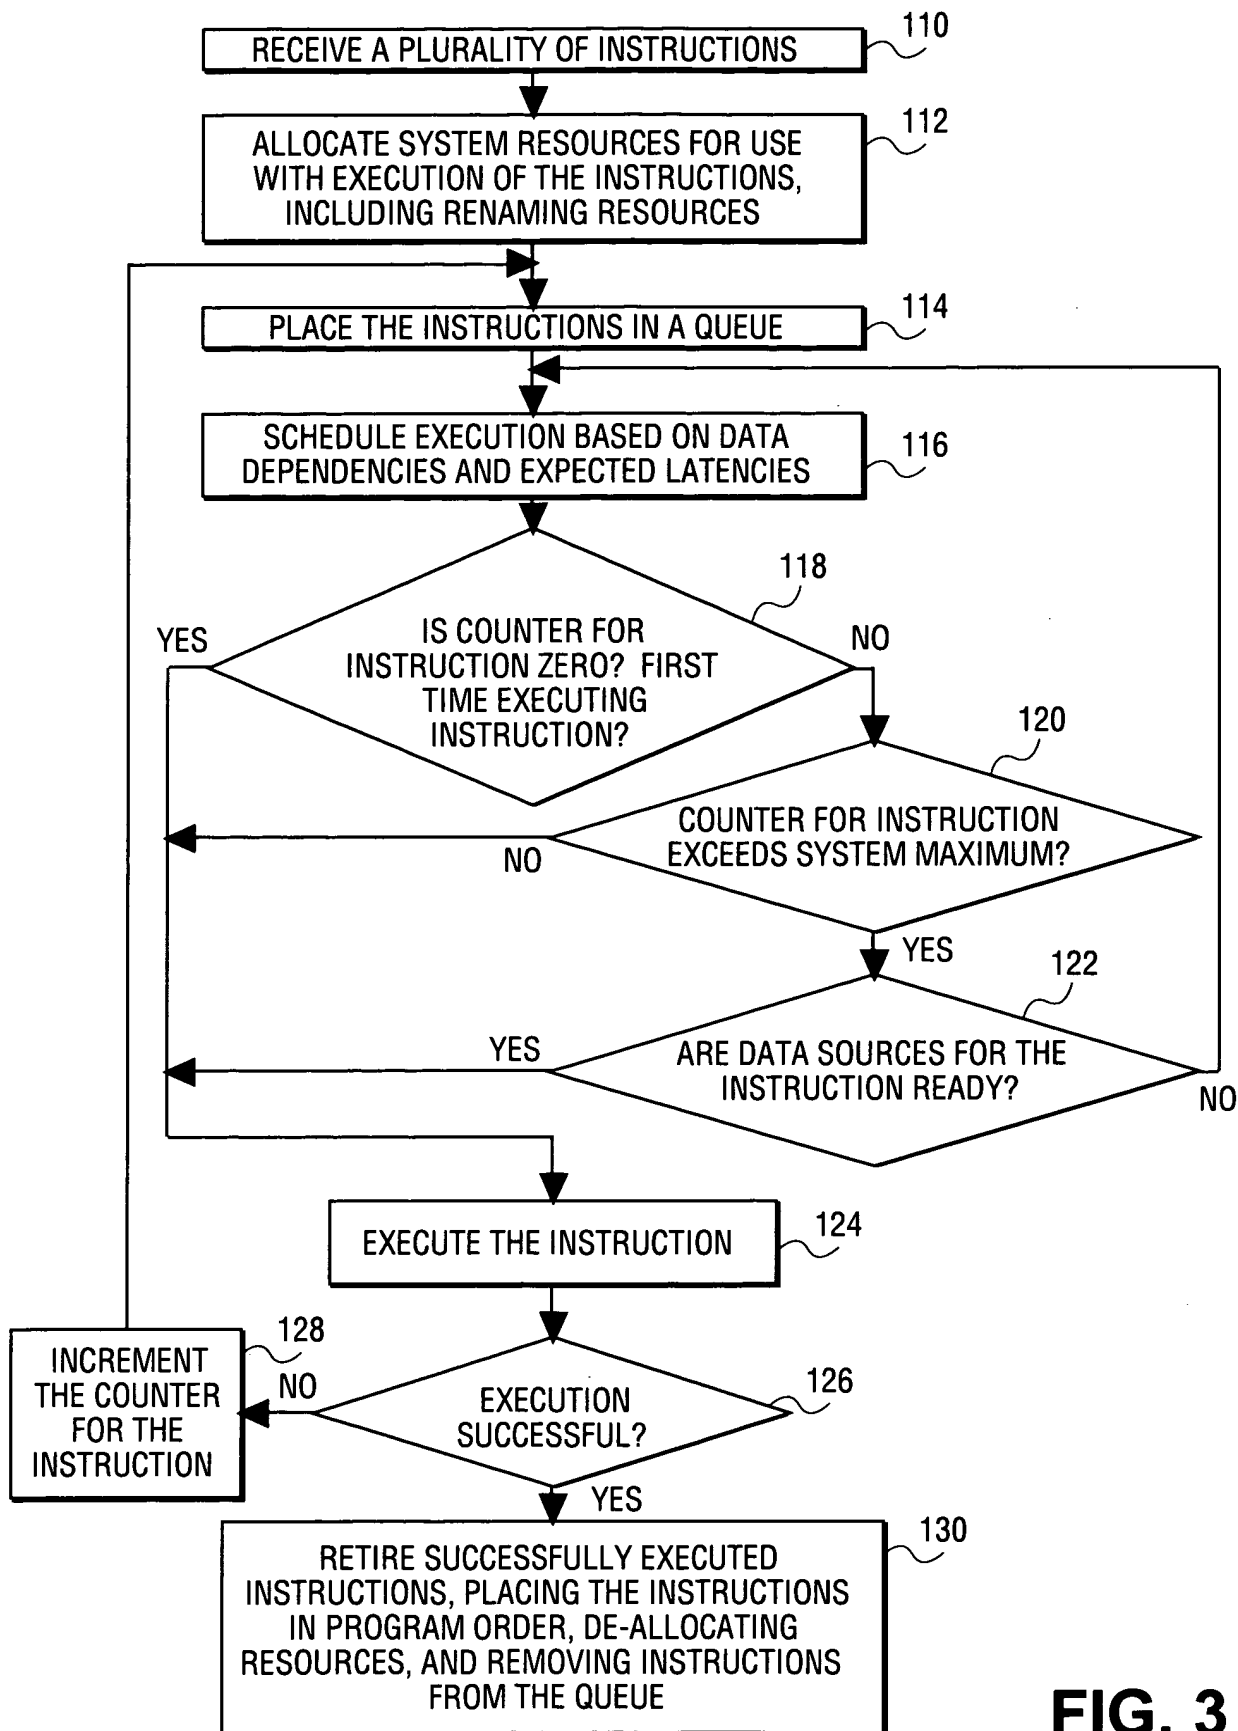 RECEIVE A PLURALITY OF INSTRUCTIONS
110
ALLOCATE SYSTEM RESOURCES FOR USE
WITH EXECUTION OF THE INSTRUCTIONS,
INCLUDING RENAMING RESOURCES
112
PLACE THE INSTRUCTIONS IN A QUEUE
114
SCHEDULE EXECUTION BASED ON DATA
DEPENDENCIES AND EXPECTED LATENCIES
116
118
YES
IS COUNTER FOR
INSTRUCTION ZERO? FIRST
TIME EXECUTING
INSTRUCTION?
NO
120
COUNTER FOR INSTRUCTION
EXCEEDS SYSTEM MAXIMUM?
NO
YES
122
YES
ARE DATA SOURCES FOR THE
INSTRUCTION READY?
NO
EXECUTE THE INSTRUCTION
124
128
INCREMENT
THE COUNTER
FOR THE
INSTRUCTION
NO
126
EXECUTION
SUCCESSFUL?
YES
130
RETIRE SUCCESSFULLY EXECUTED
INSTRUCTIONS, PLACING THE INSTRUCTIONS
IN PROGRAM ORDER, DE-ALLOCATING
RESOURCES, AND REMOVING INSTRUCTIONS
FROM THE QUEUE
FIG. 3